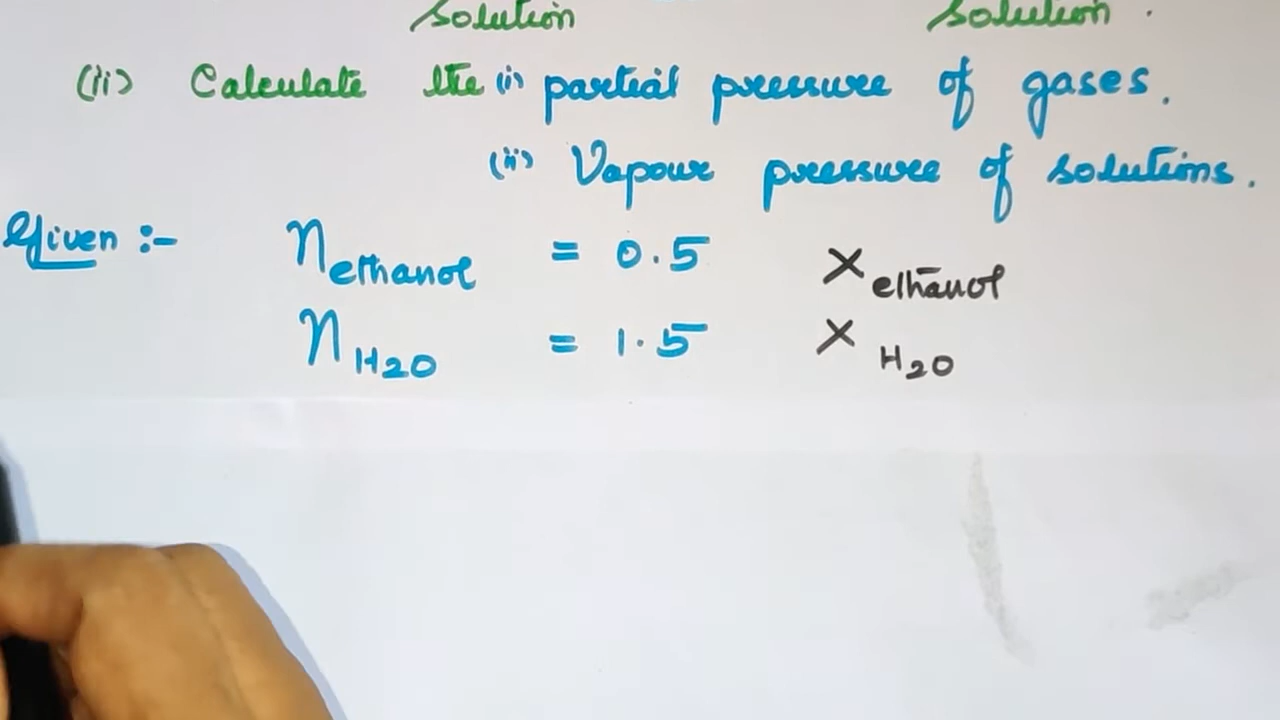 Solution Solution.
(iii) Calculate the (i) partial pressure of gases.
(ii) Vapour pressure of solutions.
Given :- n ethanol = 0.5 x ethanol
n H2O = 1.5 x H2O